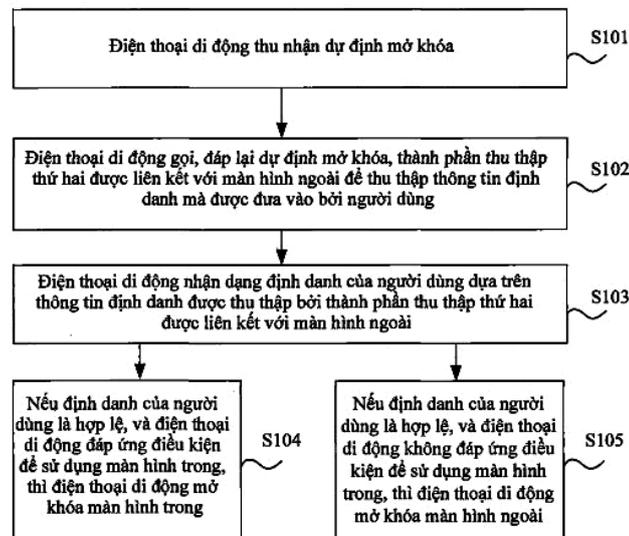 Điện thoại di động thu nhận dự định mở khóa
S101
Điện thoại di động gọi, đáp lại dự định mở khóa, thành phần thu thập
thứ hai được liên kết với màn hình ngoài để thu thập thông tin định
danh mà được đưa vào bởi người dùng
S102
Điện thoại di động nhận dạng định danh của người dùng dựa trên
thông tin định danh được thu thập bởi thành phần thu thập thứ hai
được liên kết với màn hình ngoài
S103
Nếu định danh của người
dùng là hợp lệ, và điện thoại
di động đáp ứng điều kiện
để sử dụng màn hình trong,
thì điện thoại di động mở
khóa màn hình trong
S104
Nếu định danh của người
dùng là hợp lệ, và điện thoại
di động không đáp ứng điều
kiện để sử dụng màn hình
trong, thì điện thoại di động
mở khóa màn hình ngoài
S105